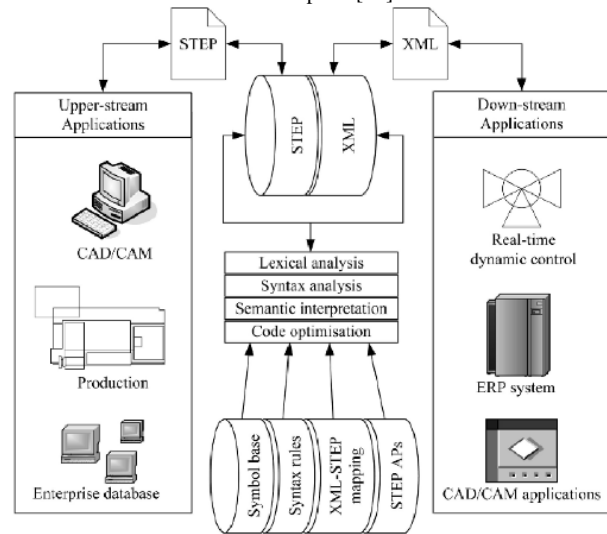 STEP
XML
Upper-stream
Applications
CAD/CAM
Production
Enterprise database
STEP
XML
Lexical analysis
Syntax analysis
Semantic interpretation
Code optimisation
Symbol base
Syntax rules
XML-STEP
mapping
STEP APs
Down-stream
Applications
Real-time
dynamic control
ERP system
CAD/CAM applications